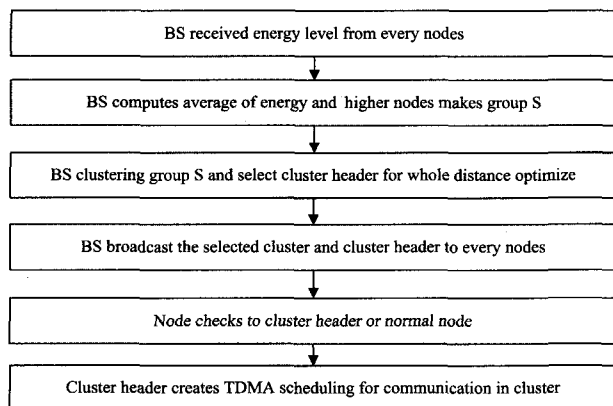 BS received energy level from every nodes
BS computes average of energy and higher nodes makes group S
BS clustering group S and select cluster header for whole distance optimize
BS broadcast the selected cluster and cluster header to every nodes
Node checks to cluster header or normal node
Cluster header creates TDMA scheduling for communication in cluster